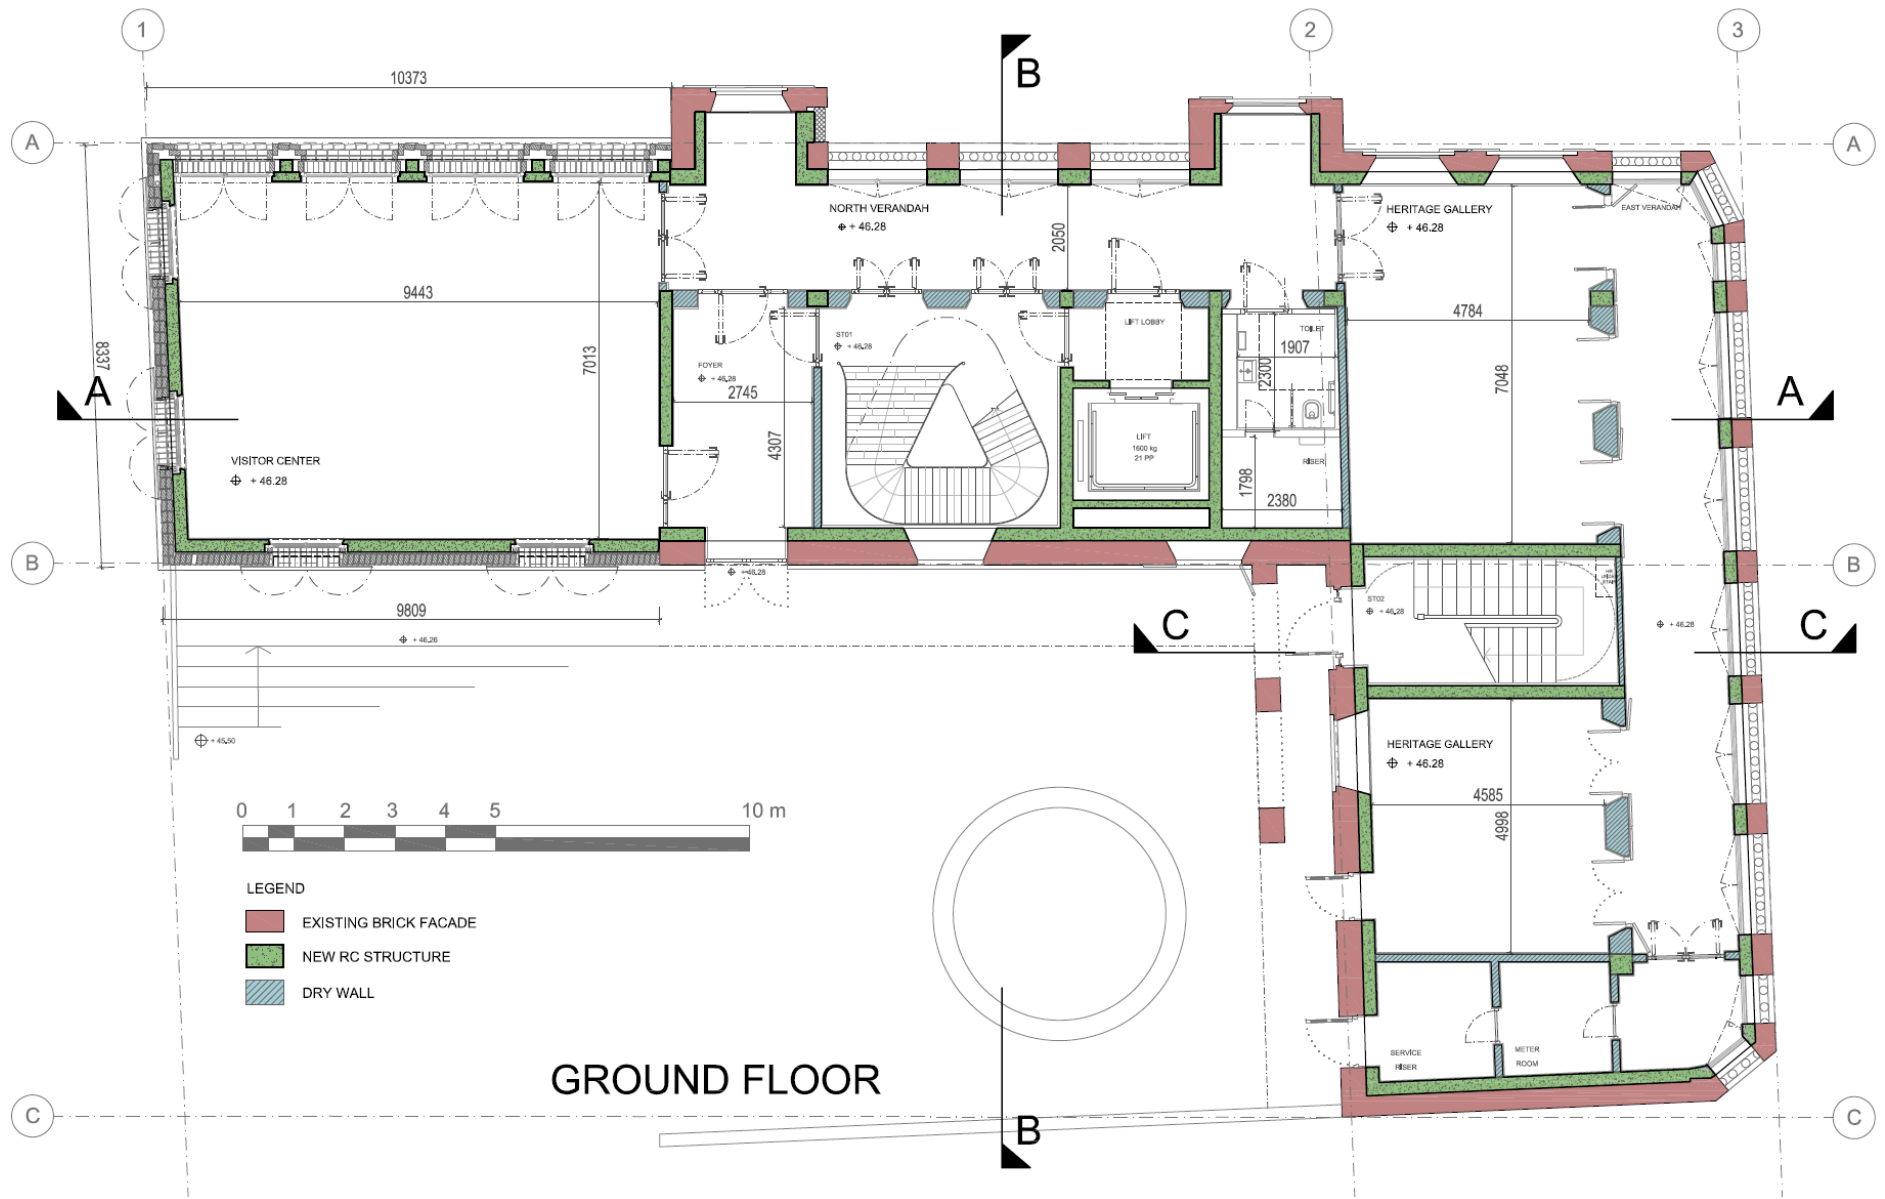 1
2
3
B
10373
A
A
NORTH VERANDAH
+ 46.28
HERITAGE GALLERY
+ 46.28
EAST VERANDAH
2050
9443
4784
8337
7013
FOYER
+ 46.28
2745
4307
ST01
+ 46.28
LIFT LOBBY
TOILET
1907
2300
7048
A
A
VISITOR CENTER
+ 46.28
LIFT
1600 kg
21 PP
RISER
1798
2380
B
B
+ 46.28
9809
ST02
+ 46.28
+ 46.28
C
C
+ 46.26
+ 45.50
HERITAGE GALLERY
+ 46.28
4585
4998
0 1 2 3 4 5 10 m
LEGEND
EXISTING BRICK FACADE
NEW RC STRUCTURE
DRY WALL
SERVICE
RISER
METER
ROOM
GROUND FLOOR
C
C
B